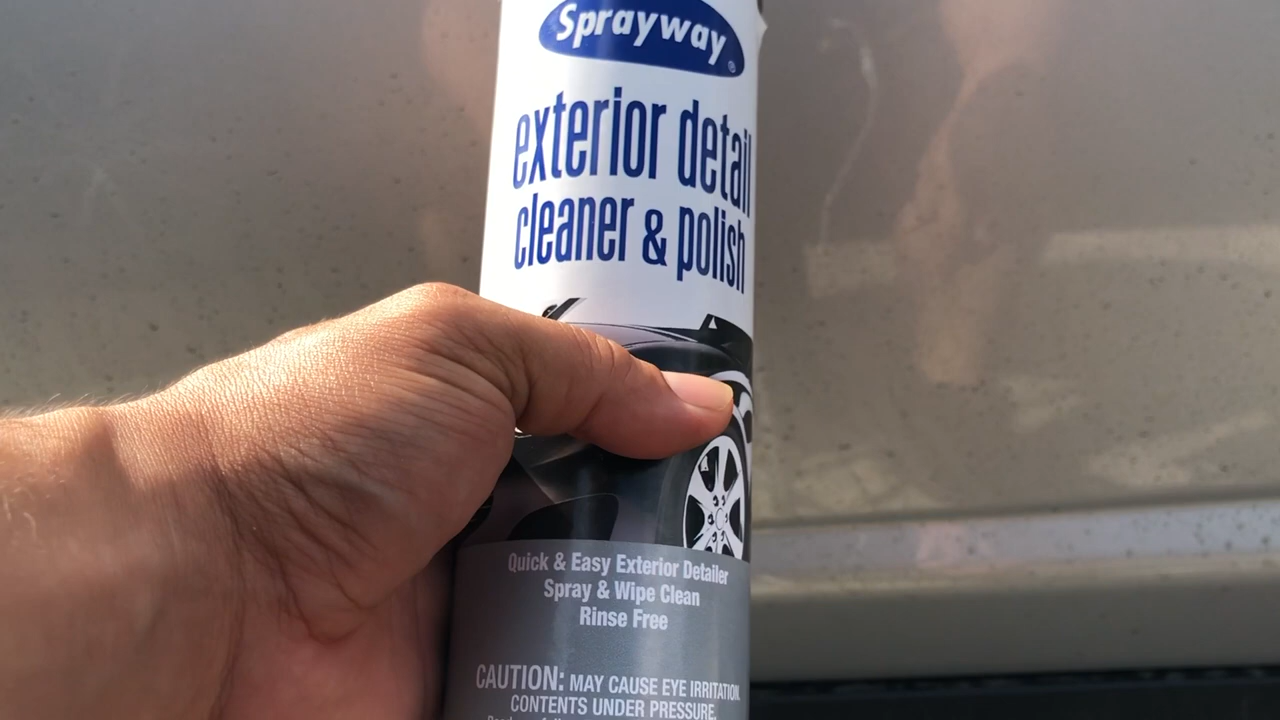 Sprayway®
exterior detail
cleaner & polish
Quick & Easy Exterior Detailer
Spray & Wipe Clean
Rinse Free
CAUTION: MAY CAUSE EYE IRRITATION.
CONTENTS UNDER PRESSURE.